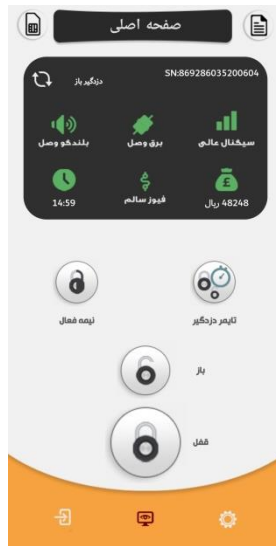 صفحه اصلی
SN:869286035200604
دزدگیر باز
سیگنال عالی
برق وصل
بلندگو وصل
48248 ریال
فیوز سالم
14:59
تایمر دزدگیر
نیمه فعال
باز
قفل